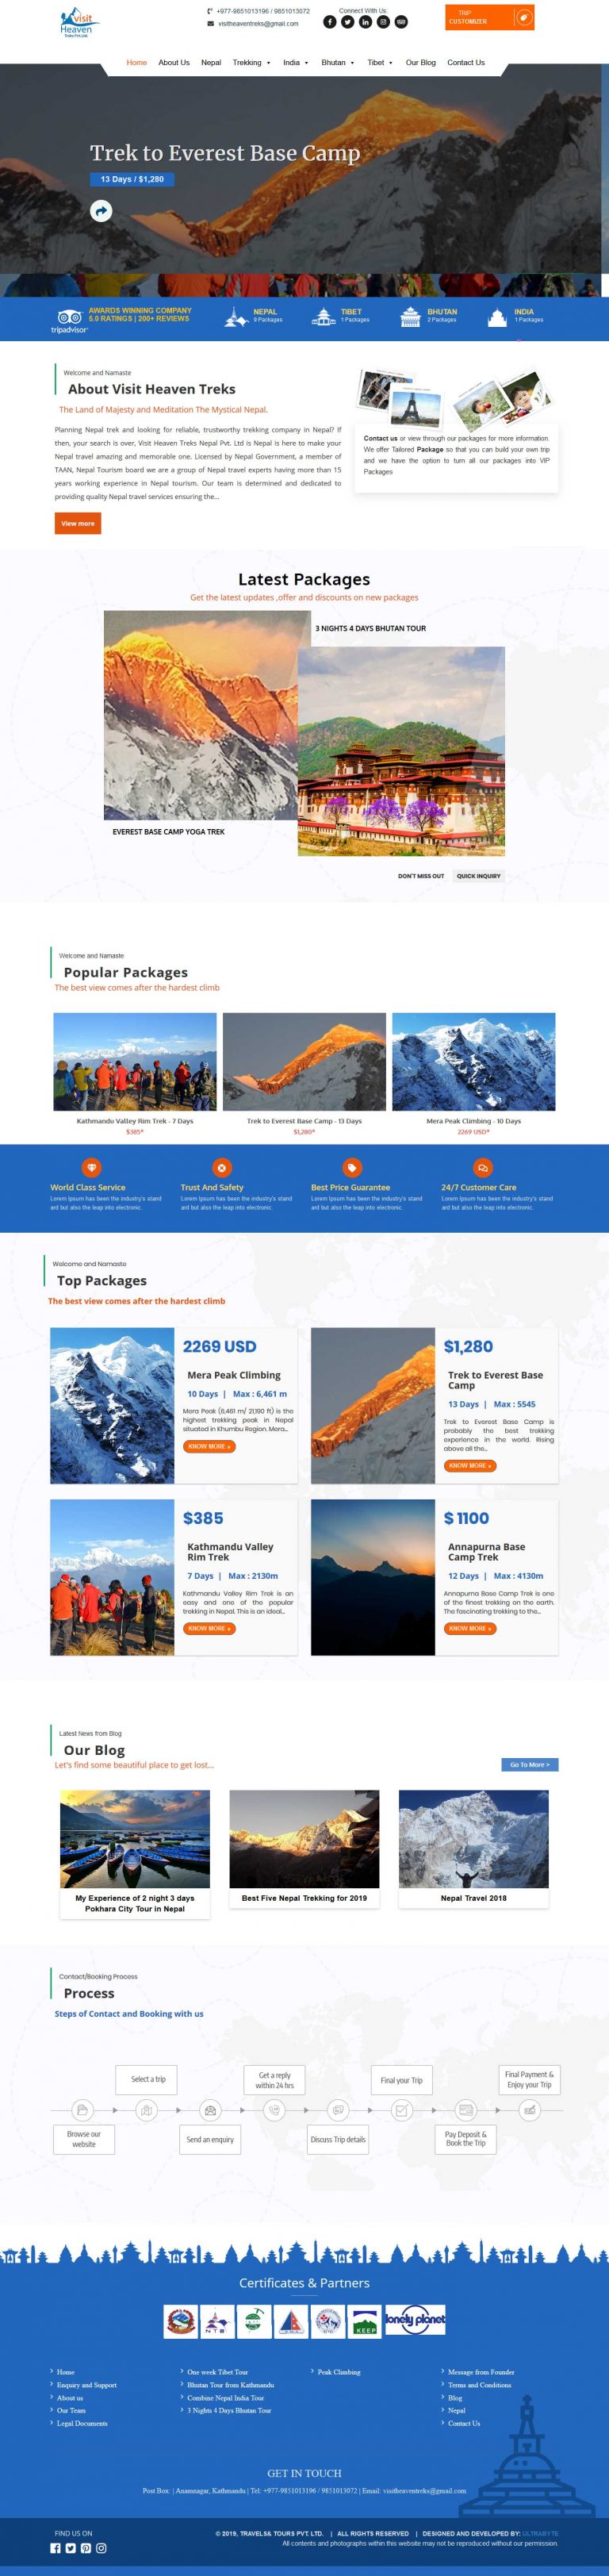 visit
Heaven
Treks Pvt.Ltd.
+977-9851013196 / 9851013072
visitheaventreks@gmail.com
Connect With Us:
TRIP
CUSTOMIZER
Home About Us Nepal Trekking India Bhutan Tibet Our Blog Contact Us
Trek to Everest Base Camp
13 Days / $1,280
tripadvisor
AWARDS WINNING COMPANY
5.0 RATINGS | 200+ REVIEWS
NEPAL
9 Packages
TIBET
1 Packages
BHUTAN
2 Packages
INDIA
1 Packages
Welcome and Namaste
About Visit Heaven Treks
The Land of Majesty and Meditation The Mystical Nepal.
Planning Nepal trek and looking for reliable, trustworthy trekking company in Nepal? If
then, your search is over, Visit Heaven Treks Nepal Pvt. Ltd is Nepal is here to make your
Nepal travel amazing and memorable one. Licensed by Nepal Government, a member of
TAAN, Nepal Tourism board we are a group of Nepal travel experts having more than 15
years working experience in Nepal tourism. Our team is determined and dedicated to
providing quality Nepal travel services ensuring the...
View more
Contact us or view through our packages for more information.
We offer Tailored Package so that you can build your own trip
and we have the option to turn all our packages into VIP
Packages
Latest Packages
Get the latest updates ,offer and discounts on new packages
3 NIGHTS 4 DAYS BHUTAN TOUR
EVEREST BASE CAMP YOGA TREK
DON'T MISS OUT QUICK INQUIRY
Welcome and Namaste
Popular Packages
The best view comes after the hardest climb
Kathmandu Valley Rim Trek - 7 Days
$385*
Trek to Everest Base Camp - 13 Days
$1,280*
Mera Peak Climbing - 10 Days
2269 USD*
World Class Service
Lorem Ipsum has been the industry's stand
ard but also the leap into electronic.
Trust And Safety
Lorem Ipsum has been the industry's stand
ard but also the leap into electronic.
Best Price Guarantee
Lorem Ipsum has been the industry's stand
ard but also the leap into electronic.
24/7 Customer Care
Lorem Ipsum has been the industry's stand
ard but also the leap into electronic.
Welcome and Namaste
Top Packages
The best view comes after the hardest climb
2269 USD
Mera Peak Climbing
10 Days | Max : 6,461 m
Mera Peak (6,461 m/ 21,190 ft) is the
highest trekking peak in Nepal
situated in Khumbu Region. Mera...
KNOW MORE »
$1,280
Trek to Everest Base
Camp
13 Days | Max : 5545
Trek to Everest Base Camp is
probably the best trekking
experience in the world. Rising
above all the...
KNOW MORE »
$385
Kathmandu Valley
Rim Trek
7 Days | Max : 2130m
Kathmandu Valley Rim Trek is an
easy and one of the popular
trekking in Nepal. This is an ideal...
KNOW MORE »
$ 1100
Annapurna Base
Camp Trek
12 Days | Max : 4130m
Annapurna Base Camp Trek is one
of the finest trekking on the earth.
The fascinating trekking to the...
KNOW MORE »
Latest News from Blog
Our Blog
Let's find some beautiful place to get lost...
Go To More >
My Experience of 2 night 3 days
Pokhara City Tour in Nepal
Best Five Nepal Trekking for 2019
Nepal Travel 2018
Contact/Booking Process
Process
Steps of Contact and Booking with us
Select a trip
Get a reply
within 24 hrs
Final your Trip
Final Payment &
Enjoy your Trip
Browse our
website
Send an enquiry
Discuss Trip details
Pay Deposit &
Book the Trip
Certificates & Partners
NTB
KEEP
lonely planet
Home
Enquiry and Support
About us
Our Team
Legal Documents
One week Tibet Tour
Bhutan Tour from Kathmandu
Combine Nepal India Tour
3 Nights 4 Days Bhutan Tour
Peak Climbing
Message from Founder
Terms and Conditions
Blog
Nepal
Contact Us
GET IN TOUCH
Post Box: | Anamnagar, Kathmandu | Tel: +977-9851013196 / 9851013072 | Email: visitheaventreks@gmail.com
FIND US ON
© 2019, TRAVELS& TOURS PVT. LTD. | ALL RIGHTS RESERVED | DESIGNED AND DEVELOPED BY: ULTRABYTE
All contents and photographs within this website may not be reproduced without our permission.